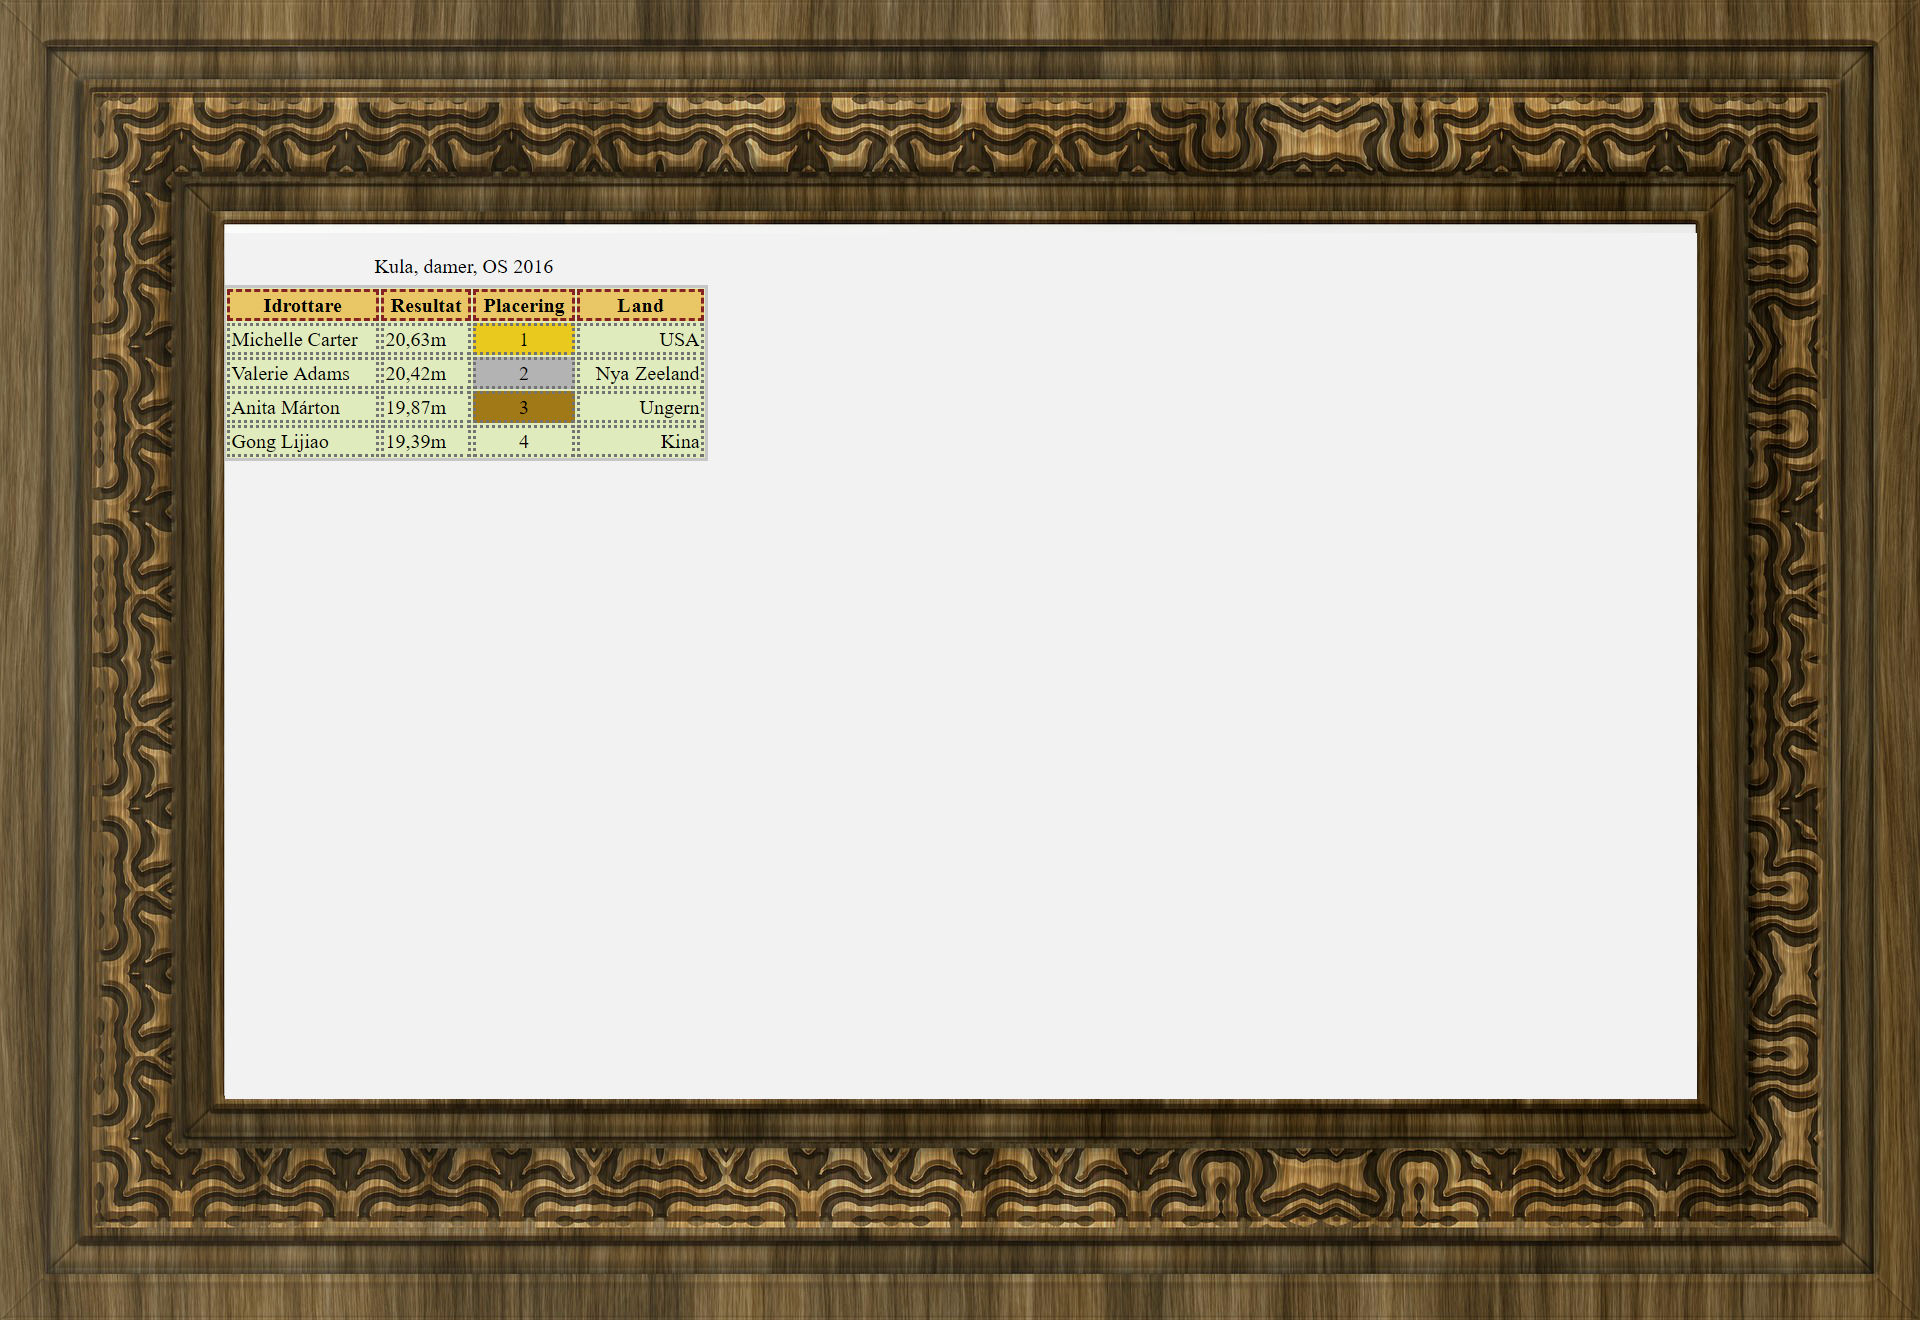 Kula, damer, OS 2016
Idrottare Resultat Placering Land
Michelle Carter 20,63m 1 USA
Valerie Adams 20,42m 2 Nya Zeeland
Anita Márton 19,87m 3 Ungern
Gong Lijiao 19,39m 4 Kina